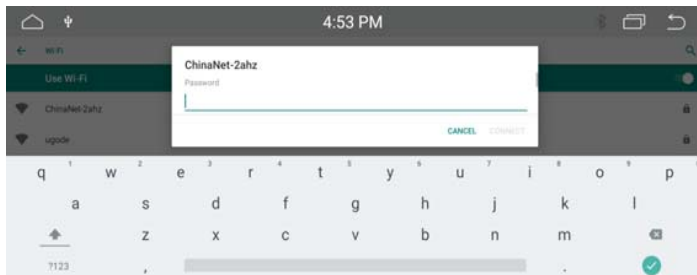 4:53 PM
Wi-Fi
ChinaNet-2ahz
Password
Use Wi-Fi
ChinaNet-2ahz
CANCEL CONNECT
ugode
1 2 3 4 5 6 7 8 9
q w e r t y u i o p
a s d f g h j k l
z x c v b n m
?123 , .